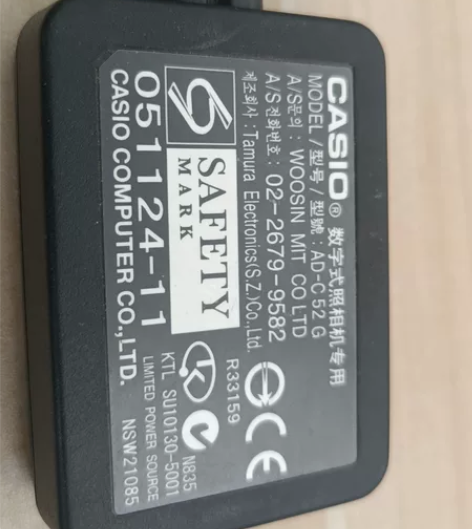 CASIO® 数字式照相机专用
MODEL/型号/型號:AD-C52G
A/S문의 : WOOSIN MIT CO LTD
A/S전화번호: 02-2679-9582
제조회사 : Tamura Electronics(S.Z.)Co.,Ltd.
SAFETY
MARK
R33159
CE
N835
051124-11
KTL SU10130-5001
LIMITED POWER SOURCE
CASIO COMPUTER CO.,LTD.
NSW21085